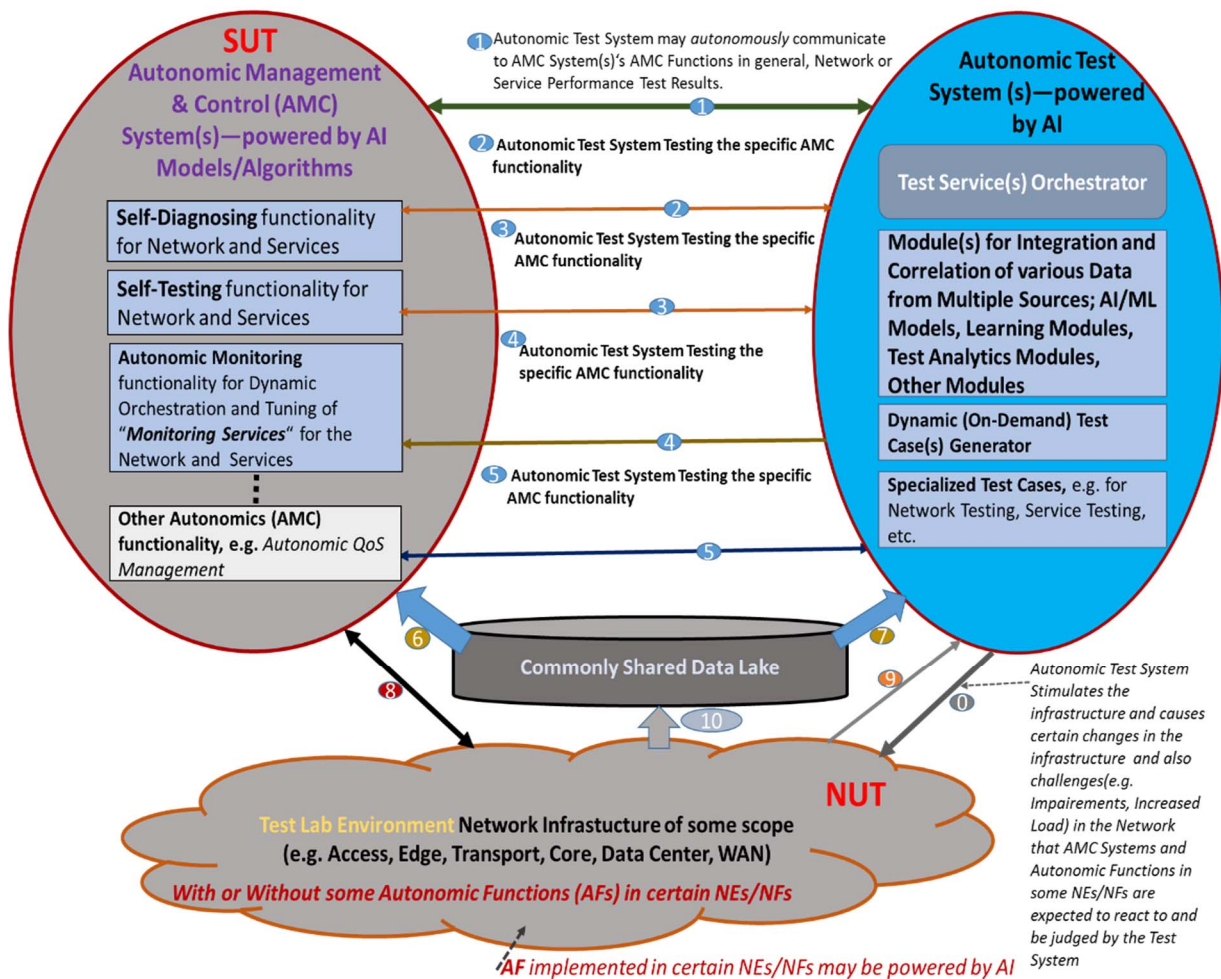 SUT
Autonomic Management
& Control (AMC)
System(s)—powered by AI
Models/Algorithms
Self-Diagnosing functionality
for Network and Services
Self-Testing functionality for
Network and Services
Autonomic Monitoring
functionality for Dynamic
Orchestration and Tuning of
“Monitoring Services“ for the
Network and Services
Other Autonomics (AMC)
functionality, e.g. Autonomic QoS
Management
1 Autonomic Test System may autonomously communicate
to AMC System(s)‘s AMC Functions in general, Network or
Service Performance Test Results.
1
2 Autonomic Test System Testing the specific AMC
functionality
2
3 Autonomic Test System Testing the specific
AMC functionality
3
4 Autonomic Test System Testing the
specific AMC functionality
4
5 Autonomic Test System Testing the specific
AMC functionality
5
Autonomic Test
System (s)—powered
by AI
Test Service(s) Orchestrator
Module(s) for Integration and
Correlation of various Data
from Multiple Sources; AI/ML
Models, Learning Modules,
Test Analytics Modules,
Other Modules
Dynamic (On-Demand) Test
Case(s) Generator
Specialized Test Cases, e.g. for
Network Testing, Service Testing,
etc.
6
7
Commonly Shared Data Lake
8
9
0
10
Autonomic Test System
Stimulates the
infrastructure and causes
certain changes in the
infrastructure and also
challenges(e.g.
Impairements, Increased
Load) in the Network
that AMC Systems and
Autonomic Functions in
some NEs/NFs are
expected to react to and
be judged by the Test
System
NUT
Test Lab Environment Network Infrastucture of some scope
(e.g. Access, Edge, Transport, Core, Data Center, WAN)
With or Without some Autonomic Functions (AFs) in certain NEs/NFs
AF implemented in certain NEs/NFs may be powered by AI